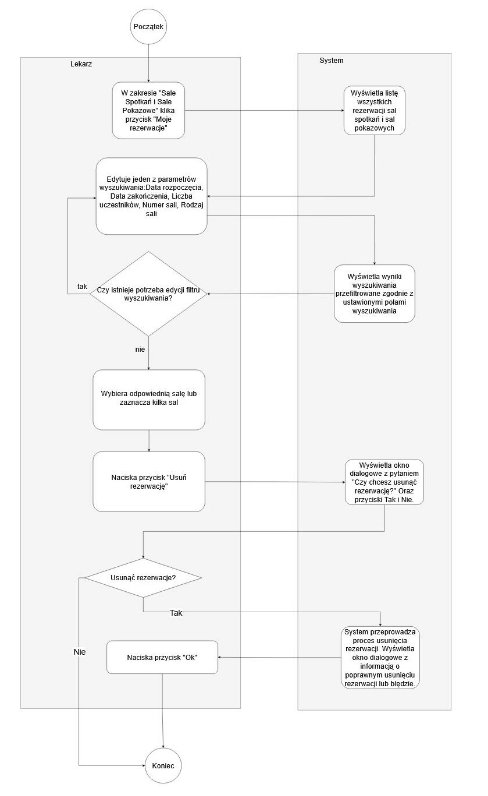 Początek
Lekarz
System
W zakresie "Sale
Spotkań i Sale
Pokazowe" klika
przycisk "Moje
rezerwacje"
Wyświetla listę
wszystkich
rezerwacji sal
spotkań i sal
pokazowych
Edytuje jeden z parametrów
wyszukiwania:Data rozpoczęcia,
Data zakończenia, Liczba
uczestników, Numer sali, Rodzaj
sali
Wyświetla wyniki
wyszukiwania
przefiltrowane zgodnie z
ustawionymi polami
wyszukiwania
Czy istnieje potrzeba edycji filtru
wyszukiwania?
tak
nie
Wybiera odpowiednią salę lub
zaznacza kilka sal
Naciska przycisk "Usuń
rezerwację"
Wyświetla okno
dialogowe z pytaniem
"Czy chcesz usunąć
rezerwację?" Oraz
przyciski Tak i Nie.
Usunąć rezerwacje?
Tak
Nie
System przeprowadza
proces usunięcia
rezerwacji. Wyświetla
okno dialogowe z
informacją o
poprawnym usunięciu
rezerwacji lub błędzie.
Naciska przycisk "Ok"
Koniec